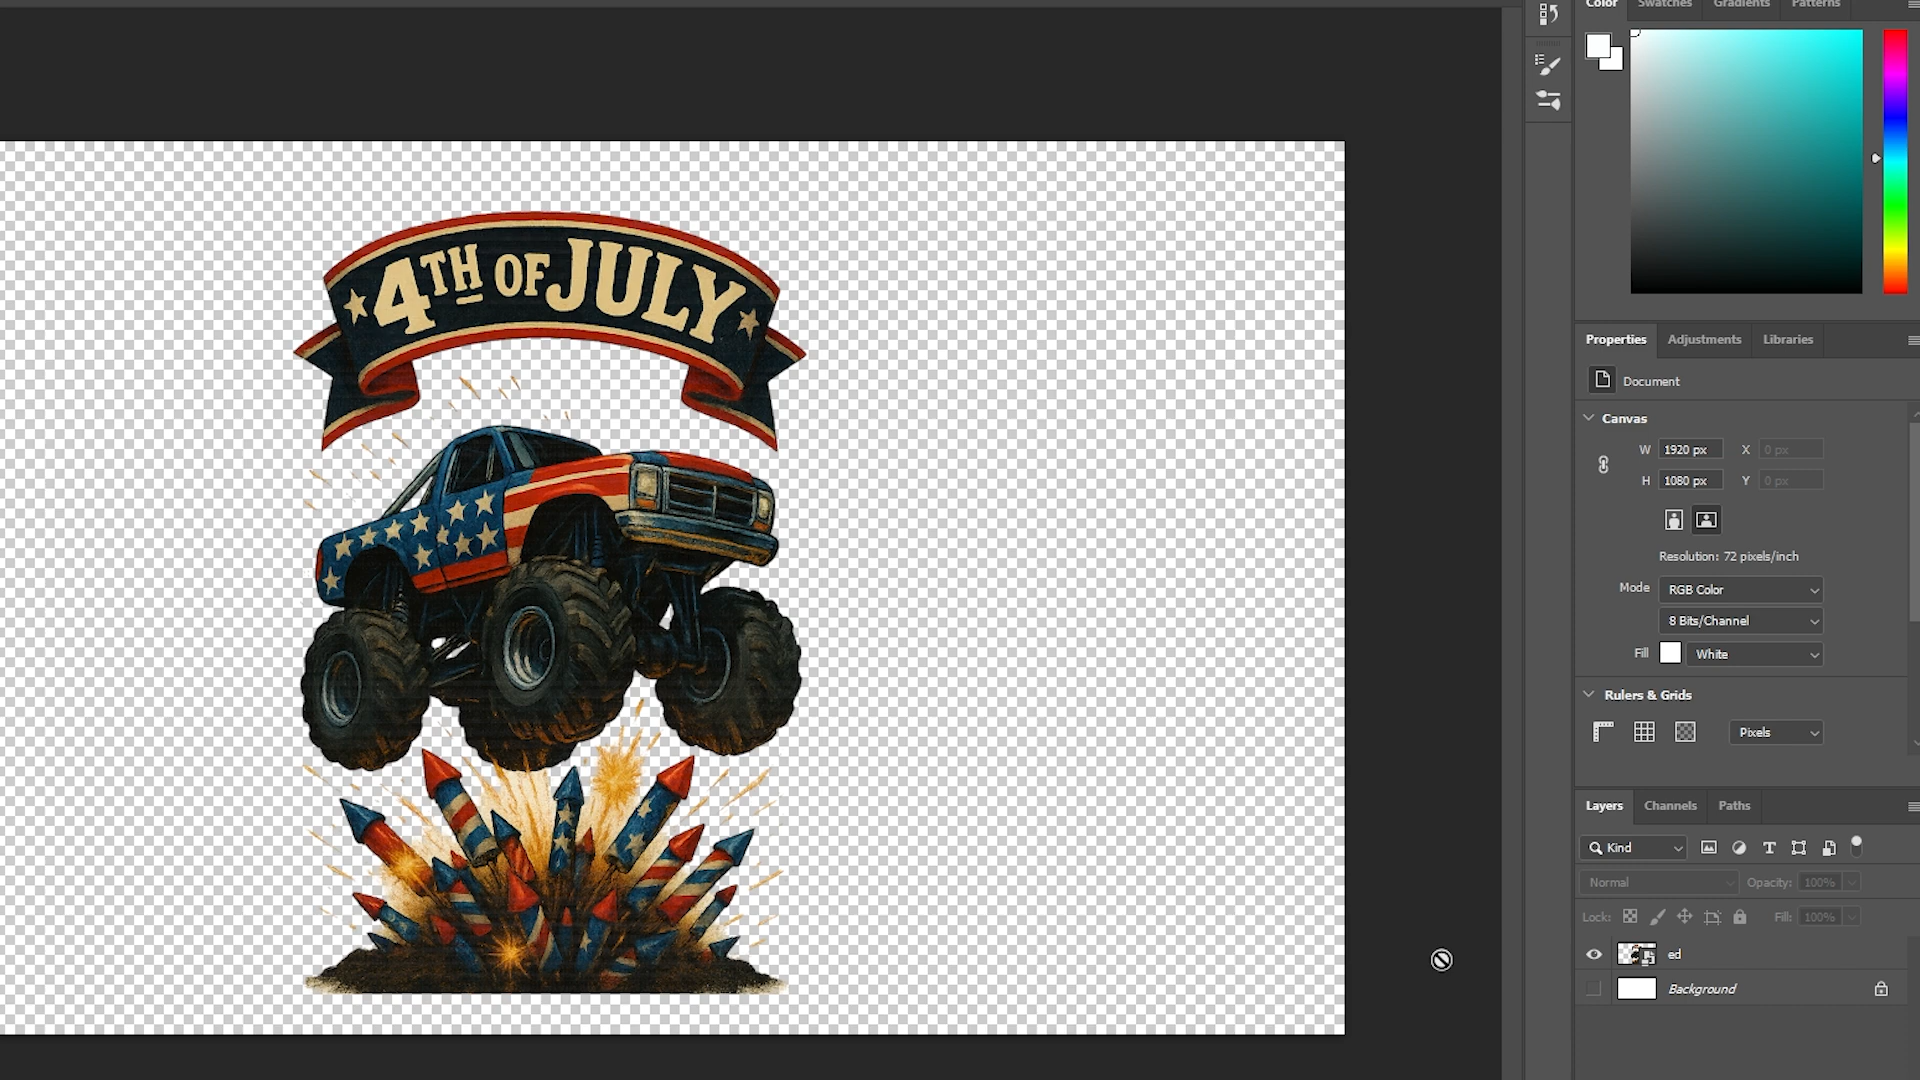 Color Swatches Gradients Patterns
4TH OF JULY
Properties Adjustments Libraries
Document
Canvas
W 1920 px X 0 px
H 1080 px Y 0 px
Resolution: 72 pixels/inch
Mode RGB Color
8 Bits/Channel
Fill White
Rulers & Grids
Pixels
Layers Channels Paths
Kind
Normal Opacity: 100%
Lock: Fill: 100%
ed
Background